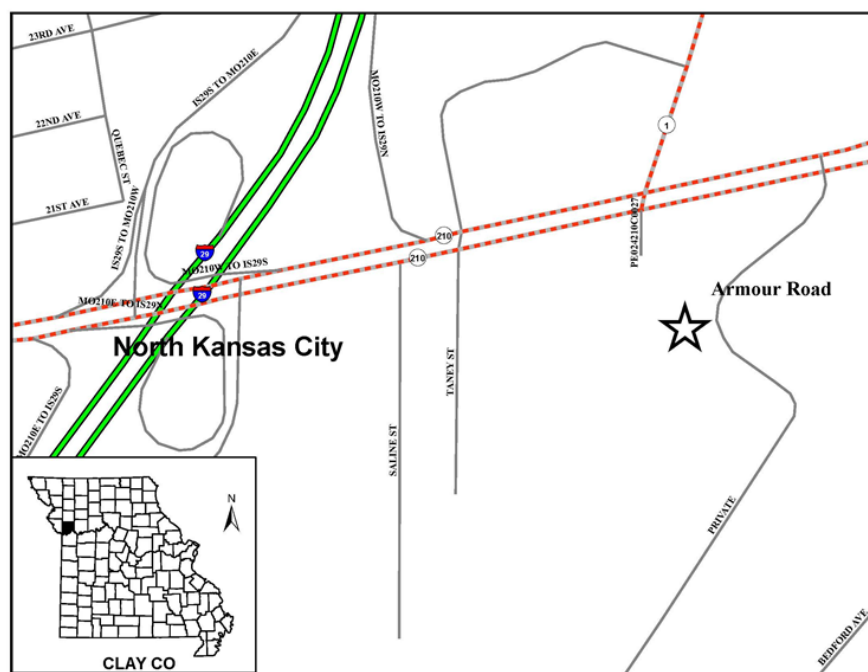 23RD AVE
IS29S TO MO210E
MO210W TO IS29N
22ND AVE
QUEBEC ST
1
21ST AVE
IS29S TO MO210W
PE024210C0027
210
29
MO210W TO IS29S
210
29
MO210E TO IS29N
Armour Road
North Kansas City
MO210E TO IS29S
TANEY ST
SALINE ST
N
PRIVATE
BEDFORD AVE
CLAY CO